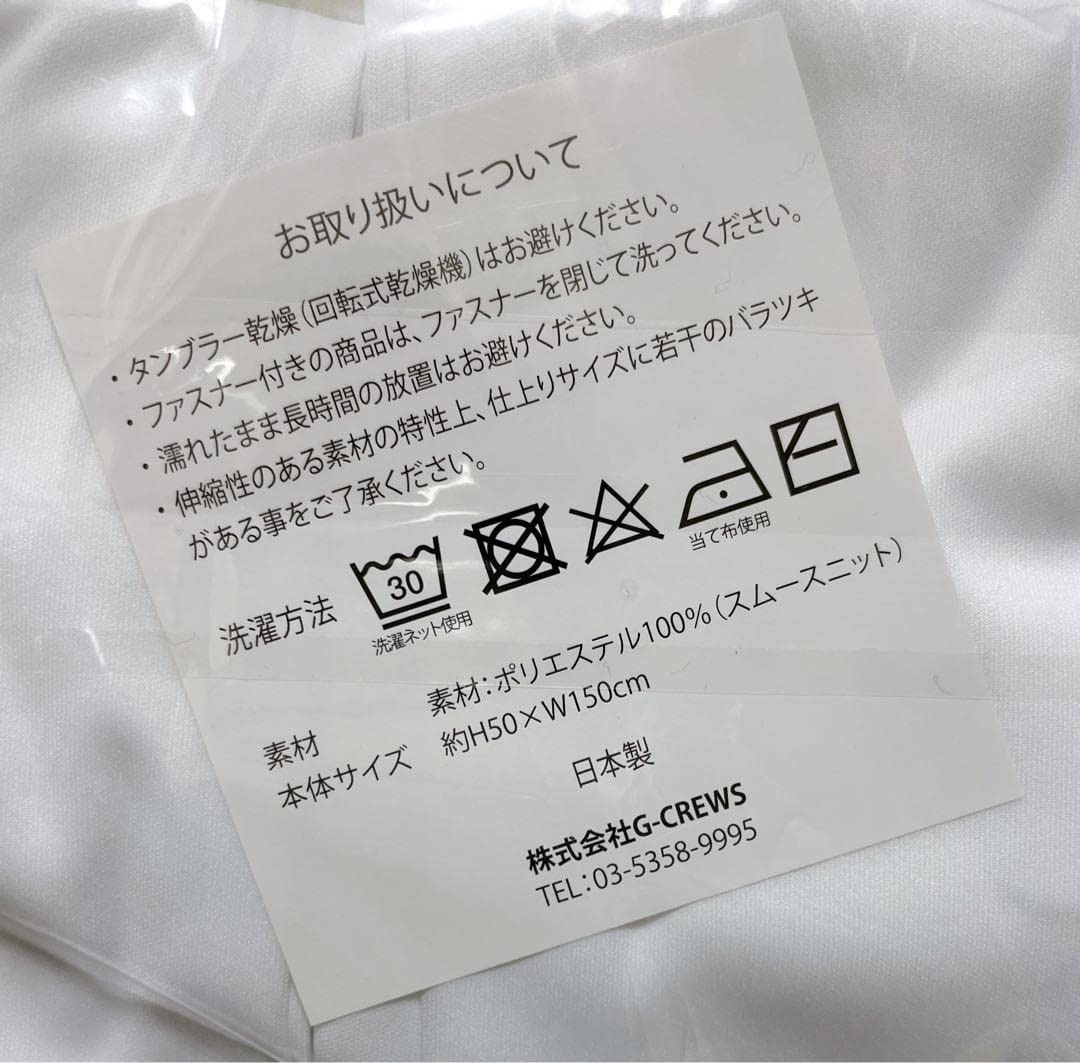 お取り扱いについて
・タンブラー乾燥(回転式乾燥機)はお避けください。
・ファスナー付きの商品は、ファスナーを閉じて洗ってください。
・濡れたまま長時間の放置はお避けください。
・伸縮性のある素材の特性上、仕上りサイズに若干のバラツキ
がある事をご了承ください。
洗濯方法
30
洗濯ネット使用
当て布使用
素材 素材:ポリエステル100%(スムースニット)
本体サイズ 約H50×W150cm
日本製
株式会社G-CREWS
TEL:03-5358-9995